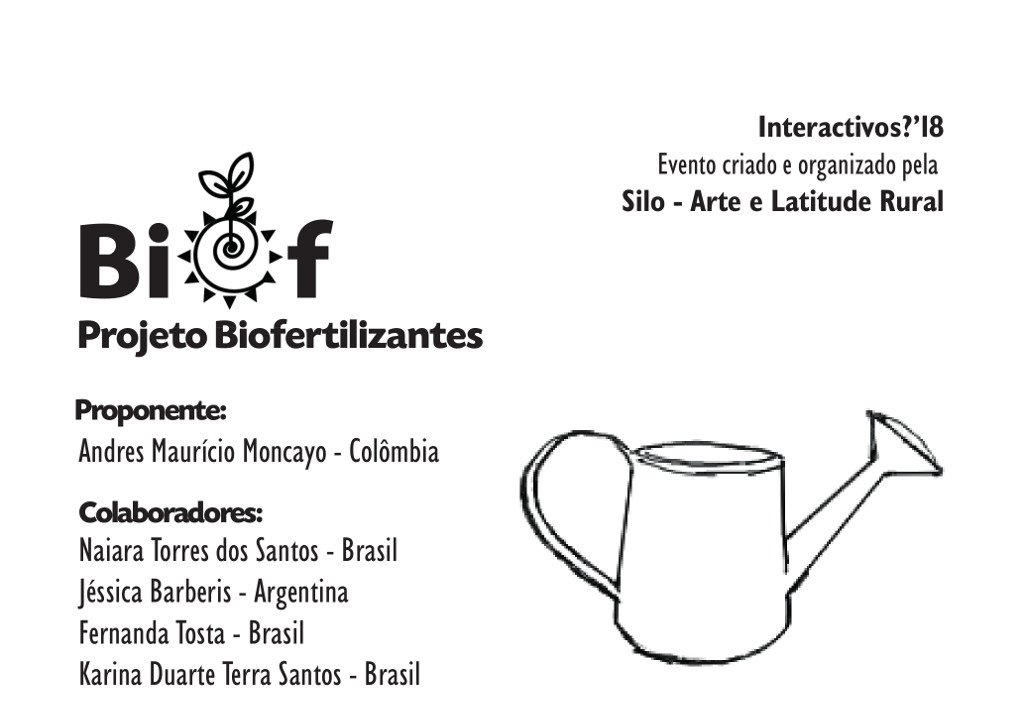 Interactivos?'18
Evento criado e organizado pela
Silo - Arte e Latitude Rural
Biof
Projeto Biofertilizantes
Proponente:
Andres Maurício Moncayo - Colômbia
Colaboradores:
Naiara Torres dos Santos - Brasil
Jéssica Barberis - Argentina
Fernanda Tosta - Brasil
Karina Duarte Terra Santos - Brasil